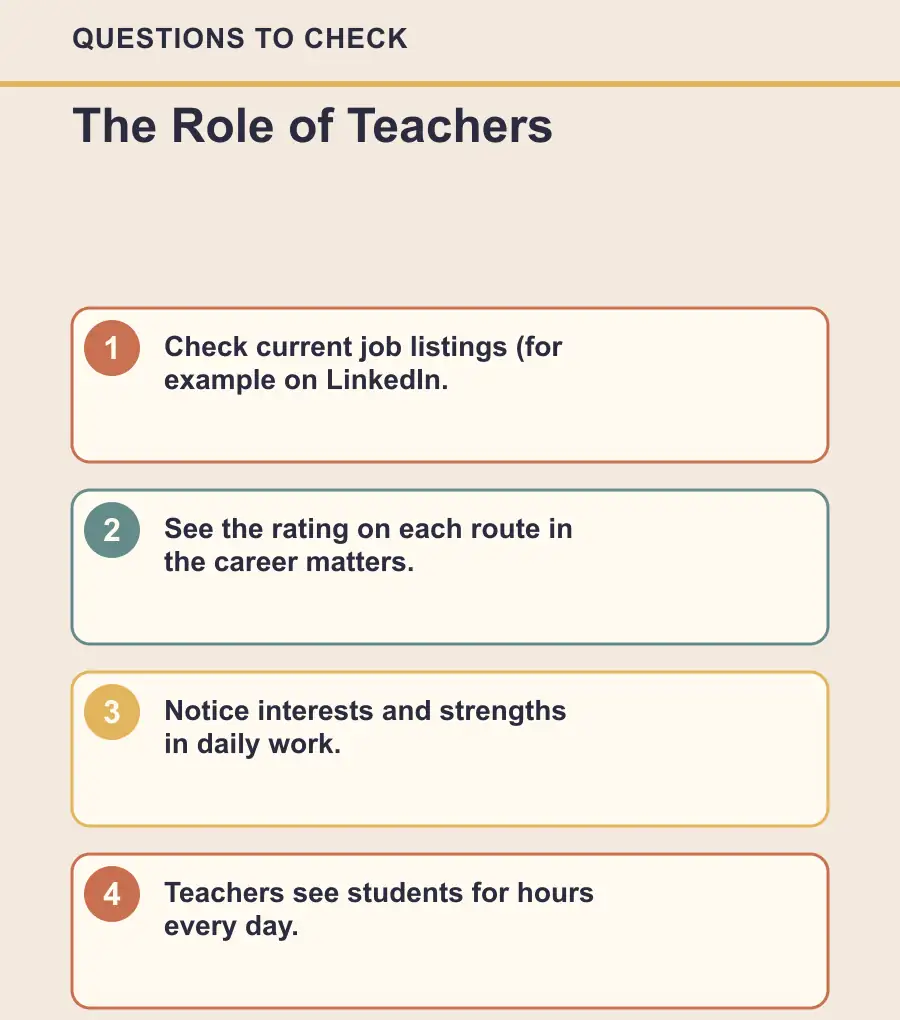 QUESTIONS TO CHECK
The Role of Teachers
1
Check current job listings (for
example on LinkedIn.
2
See the rating on each route in
the career matters.
3
Notice interests and strengths
in daily work.
4
Teachers see students for hours
every day.